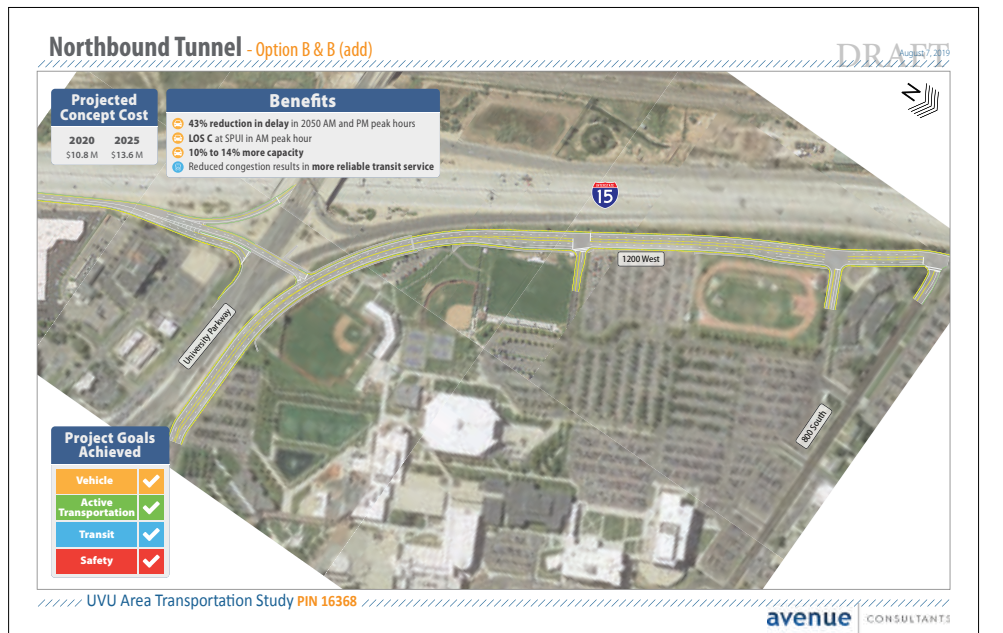 Northbound Tunnel - Option B & B (add)
DRAFT
August 7, 2019
Projected
Concept Cost
2020 2025
$10.8 M $13.6 M
Benefits
43% reduction in delay in 2050 AM and PM peak hours
LOS C at SPUI in AM peak hour
10% to 14% more capacity
Reduced congestion results in more reliable transit service
N
INTERSTATE
15
1200 West
University Parkway
800 South
Project Goals
Achieved
Vehicle
Active
Transportation
Transit
Safety
UVU Area Transportation Study PIN 16368
avenue CONSULTANTS